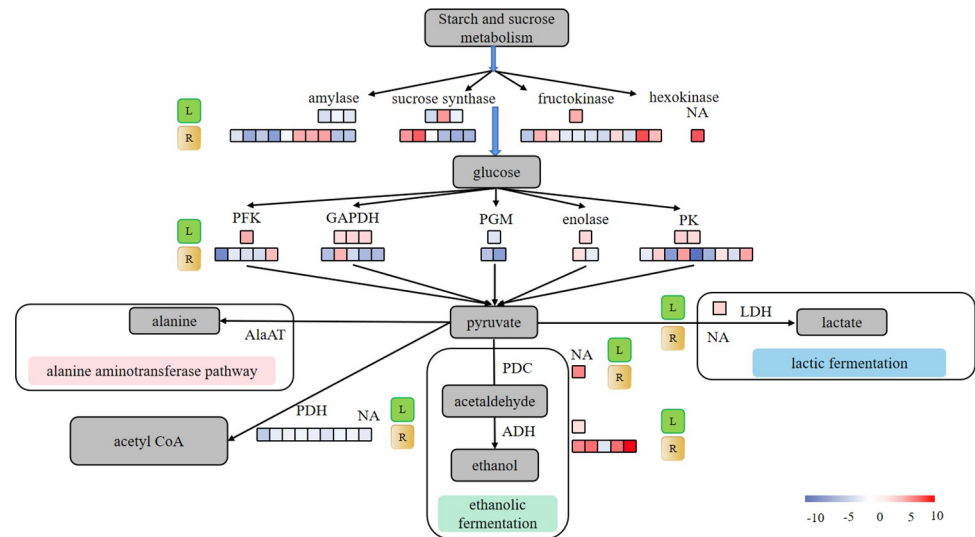 Starch and sucrose
metabolism
amylase
sucrose synthase
fructokinase
hexokinase
L
NA
R
glucose
PFK
GAPDH
PGM
enolase
PK
L
R
alanine
AlaAT
alanine aminotransferase pathway
pyruvate
L
R
LDH
NA
lactate
lactic fermentation
PDC
NA
L
R
acetaldehyde
PDH
NA
L
R
acetyl CoA
ADH
L
R
ethanol
ethanolic
fermentation
-10 -5 0 5 10